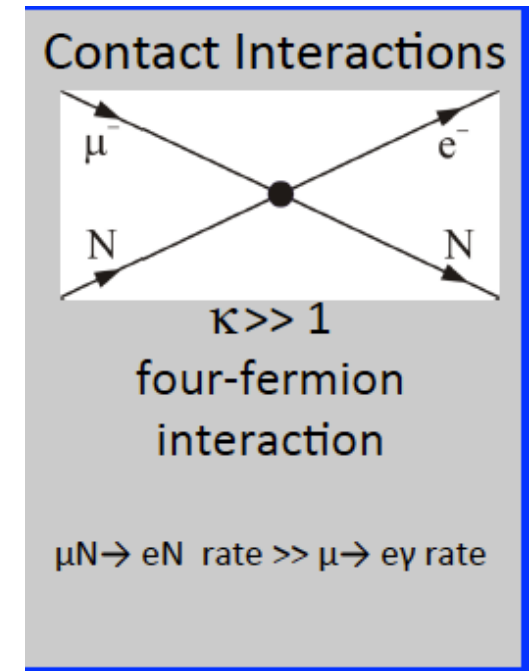 Contact Interactions
μ⁻ e⁻
N N
κ>> 1
four-fermion
interaction
μN→ eN rate >> μ→ eγ rate